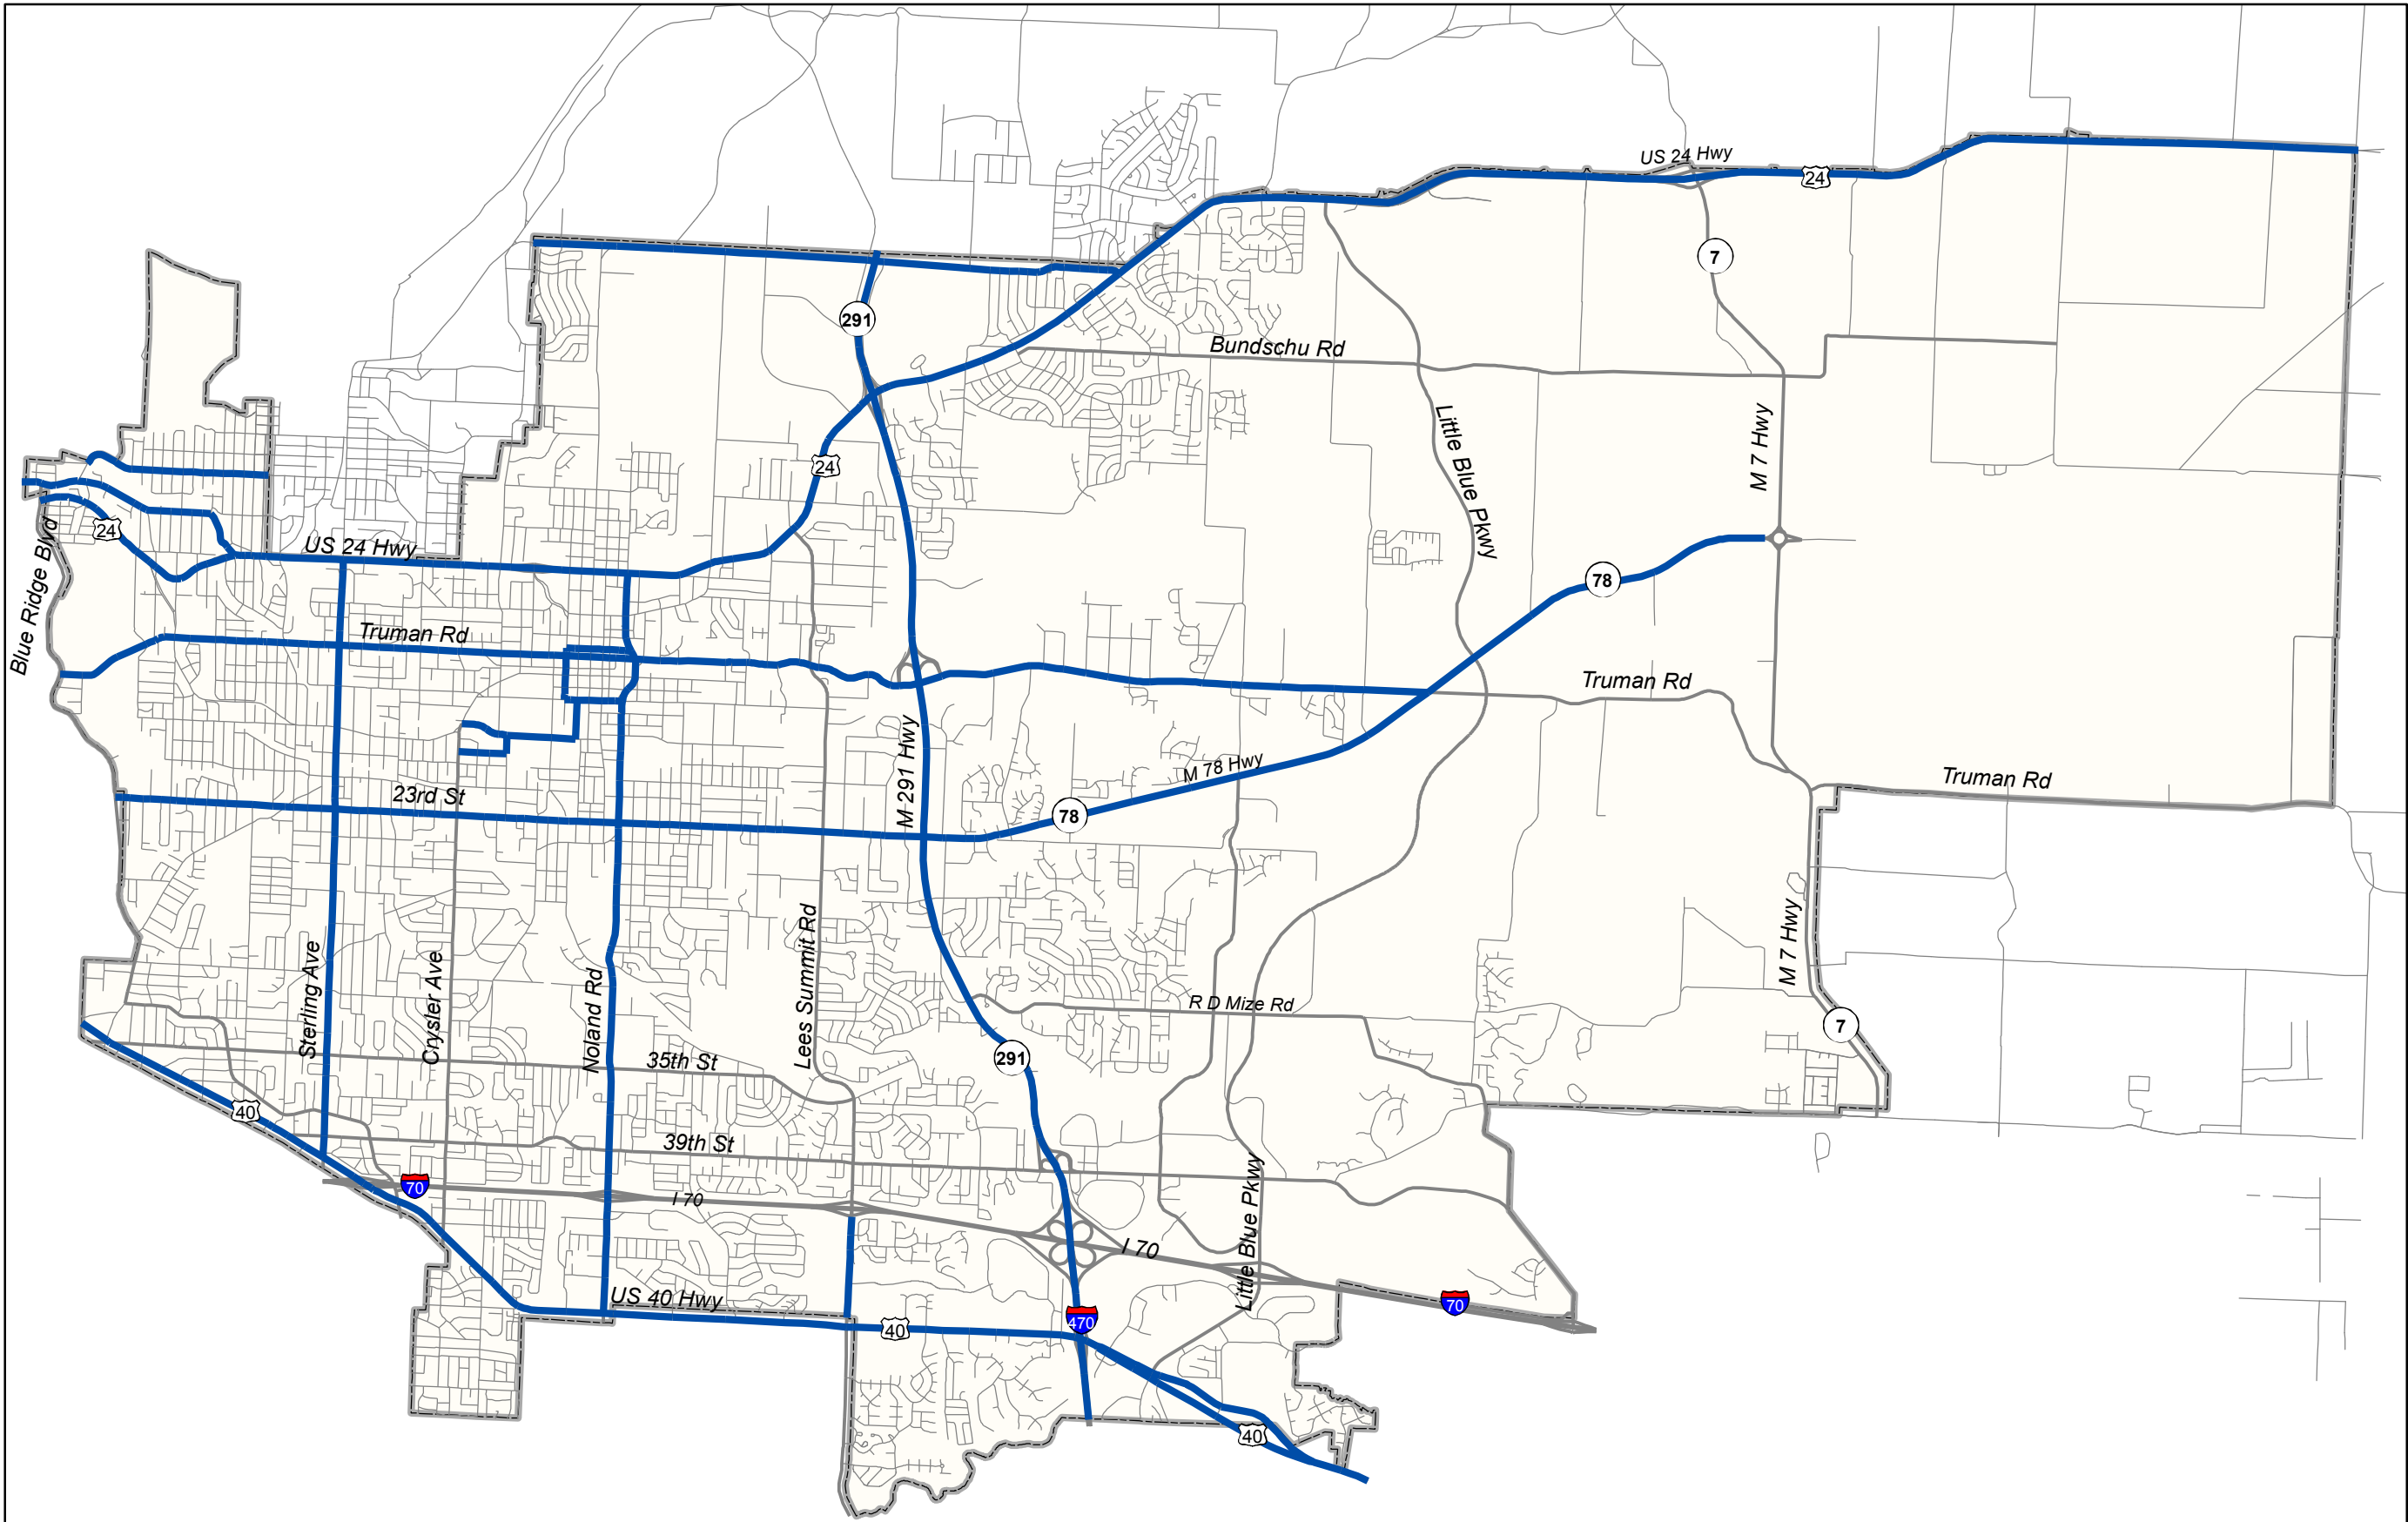 US 24 Hwy
24
7
291
Bundschu Rd
Little Blue Pkwy
M 7 Hwy
24
24
US 24 Hwy
Blue Ridge Blvd
78
Truman Rd
Truman Rd
M 291 Hwy
M 78 Hwy
Truman Rd
23rd St
78
Sterling Ave
Crysler Ave
Noland Rd
Lees Summit Rd
R D Mize Rd
M 7 Hwy
7
35th St
291
40
39th St
70
I 70
I 70
Little Blue Pkwy
US 40 Hwy
70
470
40
40